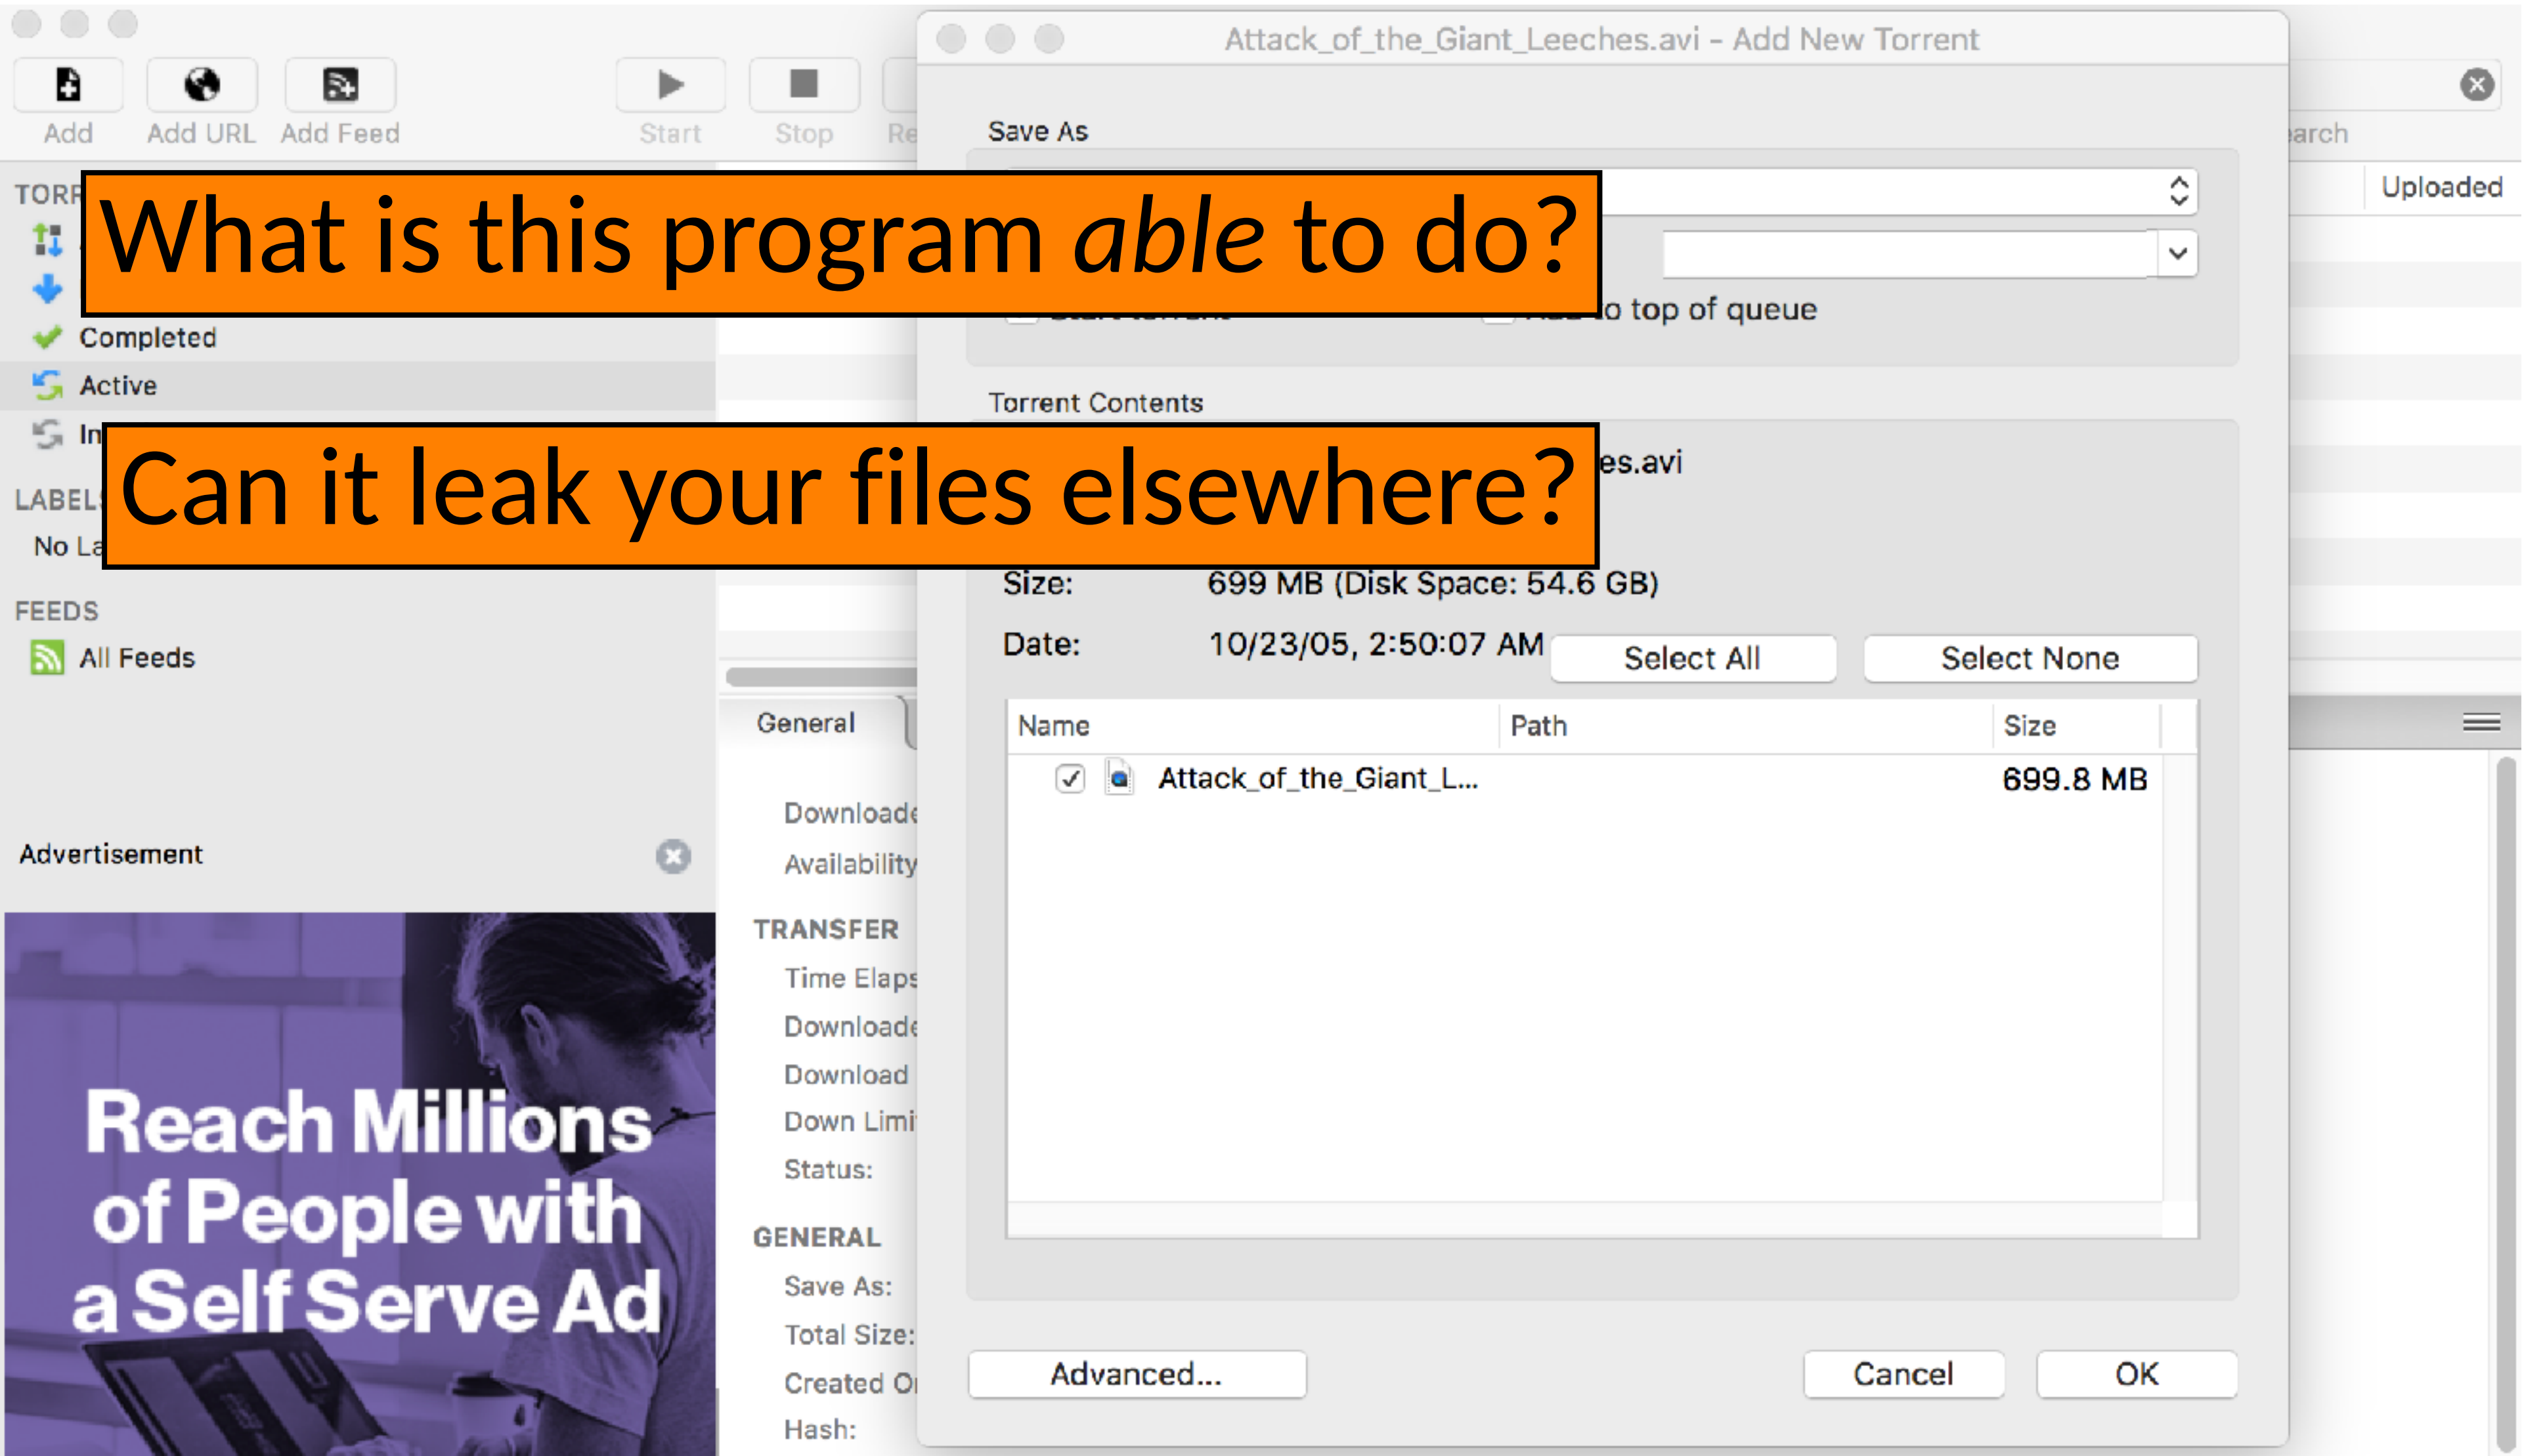 Attack_of_the_Giant_Leeches.avi - Add New Torrent
Add Add URL Add Feed Start Stop
Save As
Uploaded
What is this program able to do?
to top of queue
Completed
Active
Torrent Contents
es.avi
Can it leak your files elsewhere?
Size: 699 MB (Disk Space: 54.6 GB)
FEEDS
Date: 10/23/05, 2:50:07 AM Select All Select None
All Feeds
General
Name Path Size
Attack_of_the_Giant_L... 699.8 MB
Advertisement
Availability
TRANSFER
Download
Status:
GENERAL
Save As:
Total Size:
Hash:
Reach Millions
of People with
a Self Serve Ad
Advanced... Cancel OK